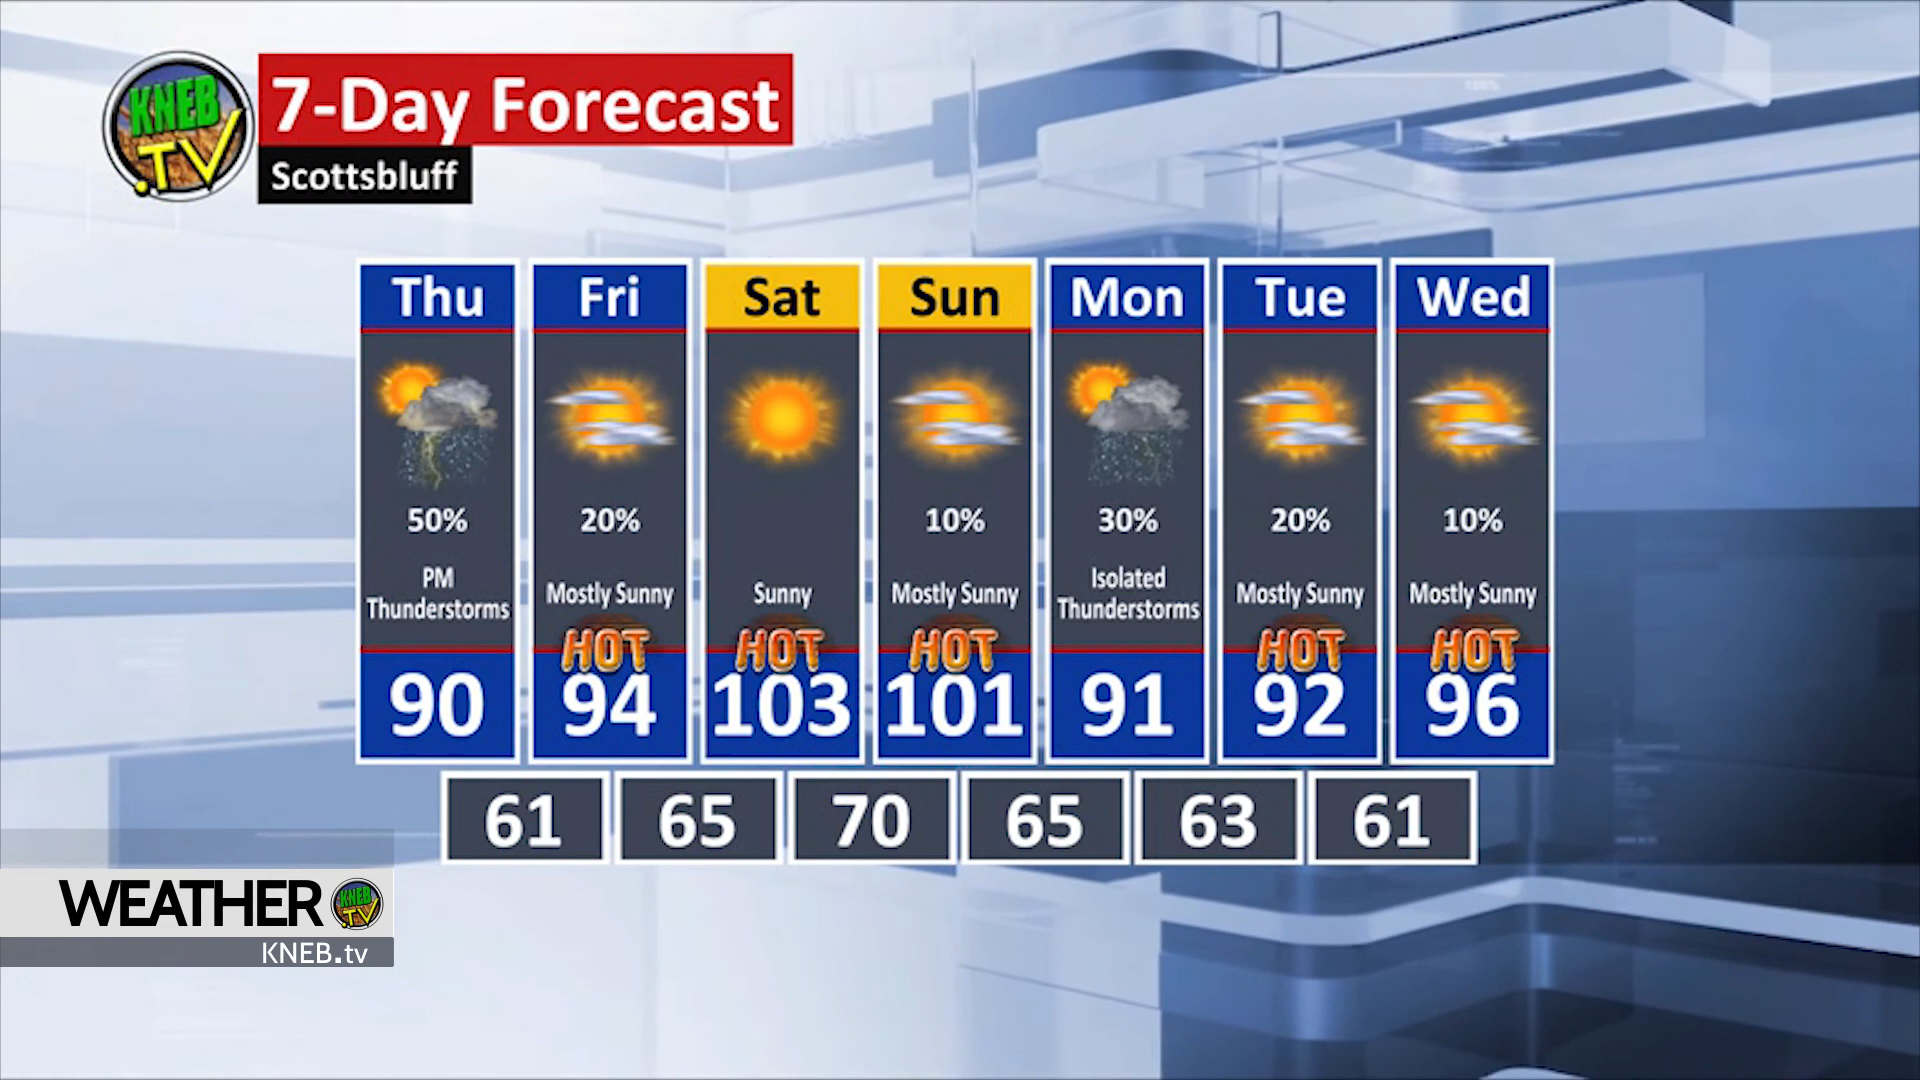 KNEB
.TV
7-Day Forecast
Scottsbluff
Thu Fri Sat Sun Mon Tue Wed
50% 20% 10% 30% 20% 10%
PM
Thunderstorms
Mostly Sunny
Sunny
Mostly Sunny
Isolated
Thunderstorms
Mostly Sunny
Mostly Sunny
HOT HOT HOT HOT HOT
90 94 103 101 91 92 96
61 65 70 65 63 61
WEATHER KNEB
.TV
KNEB.tv